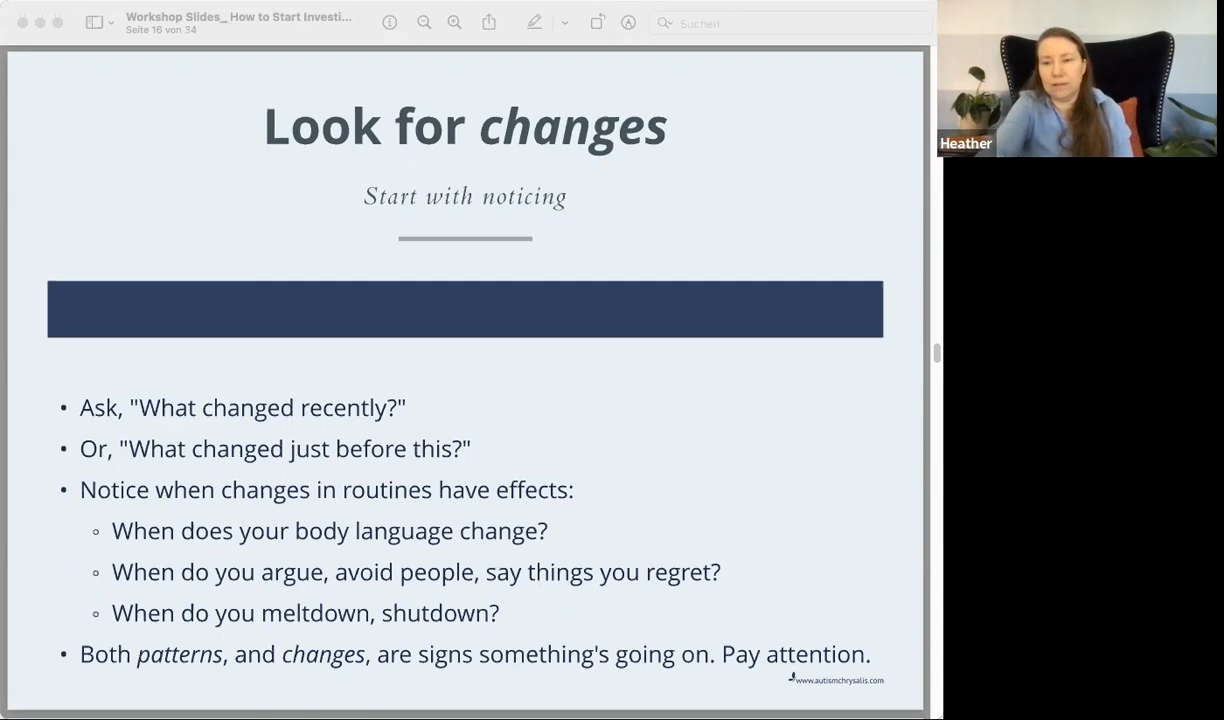 Workshop Slides_ How to Start Investi...
Seite 16 von 34
Suchen
Heather
Look for changes
Start with noticing
• Ask, "What changed recently?"
• Or, "What changed just before this?"
• Notice when changes in routines have effects:
◦ When does your body language change?
◦ When do you argue, avoid people, say things you regret?
◦ When do you meltdown, shutdown?
• Both patterns, and changes, are signs something's going on. Pay attention.
www.autismchrysalis.com